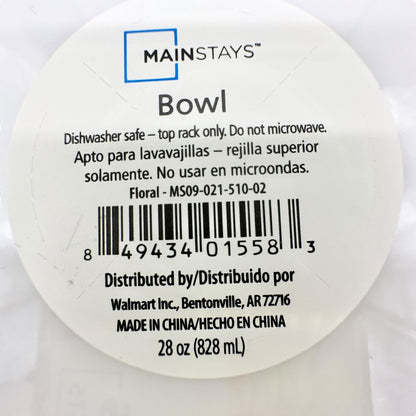 MAINSTAYS™
Bowl
Dishwasher safe – top rack only. Do not microwave.
Apto para lavavajillas – rejilla superior
solamente. No usar en microondas.
Floral - MS09-021-510-02
8 49434 01558 3
Distributed by/Distribuido por
Walmart Inc., Bentonville, AR 72716
MADE IN CHINA/HECHO EN CHINA
28 oz (828 mL)